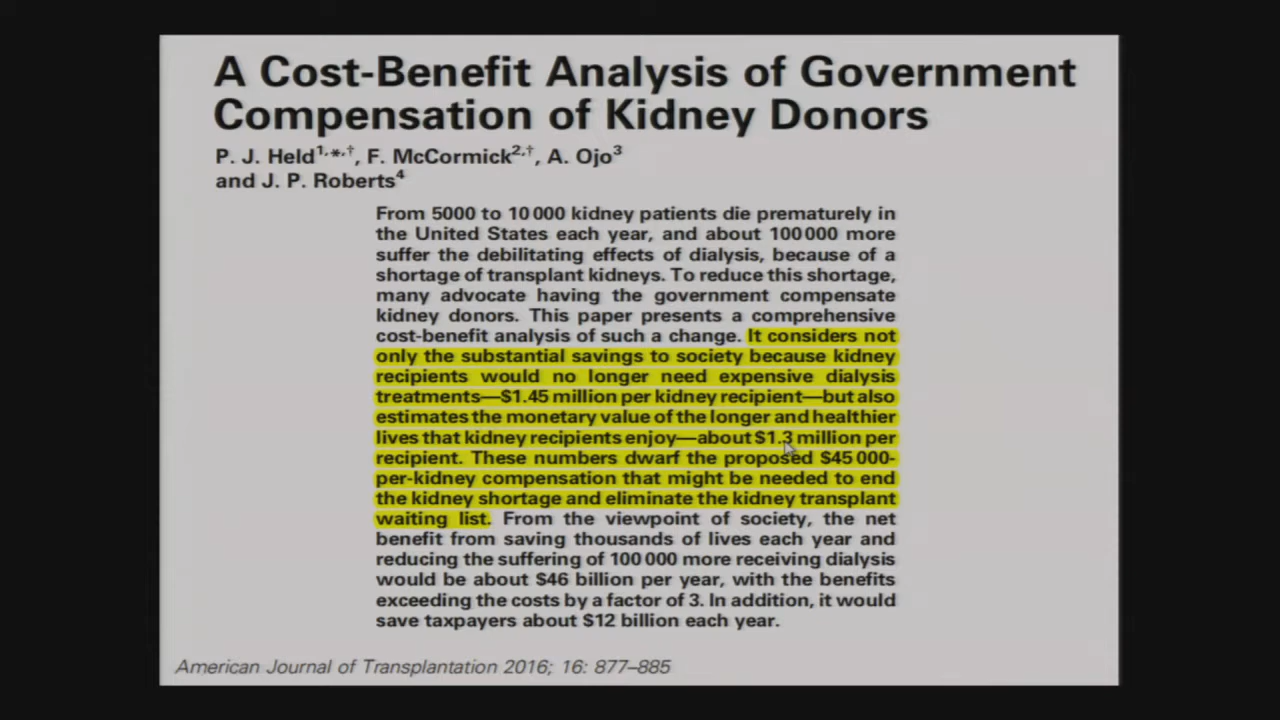 A Cost-Benefit Analysis of Government
Compensation of Kidney Donors
P. J. Held¹,*,†, F. McCormick²,†, A. Ojo³
and J. P. Roberts⁴
From 5000 to 10 000 kidney patients die prematurely in
the United States each year, and about 100 000 more
suffer the debilitating effects of dialysis, because of a
shortage of transplant kidneys. To reduce this shortage,
many advocate having the government compensate
kidney donors. This paper presents a comprehensive
cost-benefit analysis of such a change. It considers not
only the substantial savings to society because kidney
recipients would no longer need expensive dialysis
treatments—$1.45 million per kidney recipient—but also
estimates the monetary value of the longer and healthier
lives that kidney recipients enjoy—about $1.3 million per
recipient. These numbers dwarf the proposed $45 000-
per-kidney compensation that might be needed to end
the kidney shortage and eliminate the kidney transplant
waiting list. From the viewpoint of society, the net
benefit from saving thousands of lives each year and
reducing the suffering of 100 000 more receiving dialysis
would be about $46 billion per year, with the benefits
exceeding the costs by a factor of 3. In addition, it would
save taxpayers about $12 billion each year.
American Journal of Transplantation 2016; 16: 877–885